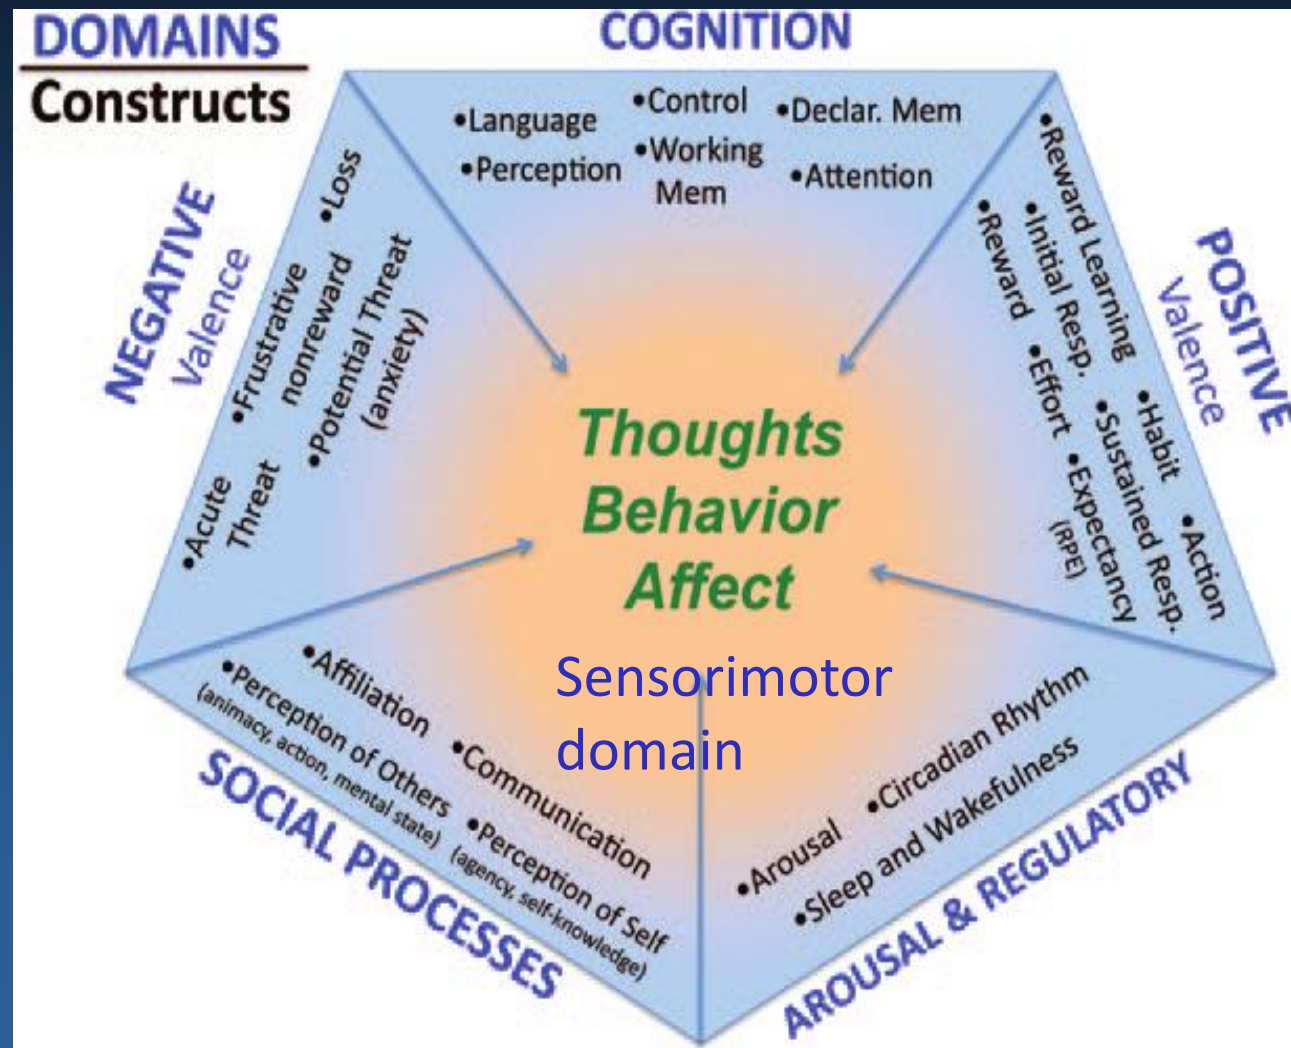 DOMAINS
Constructs
COGNITION
•Language
•Control
•Declar. Mem
•Perception
•Working
Mem
•Attention
NEGATIVE
Valence
•Loss
•Frustrative
nonreward
•Potential Threat
(anxiety)
•Acute
Threat
POSITIVE
Valence
•Reward Learning
•Initial Resp.
•Reward
•Habit
•Sustained Resp.
•Effort
•Action
•Expectancy
(RPE)
Thoughts
Behavior
Affect
Sensorimotor
domain
SOCIAL PROCESSES
•Affiliation
•Perception of Others
(animacy, action, mental state)
•Communication
•Perception of Self
(agency, self-knowledge)
AROUSAL & REGULATORY
•Circadian Rhythm
•Arousal
•Sleep and Wakefulness